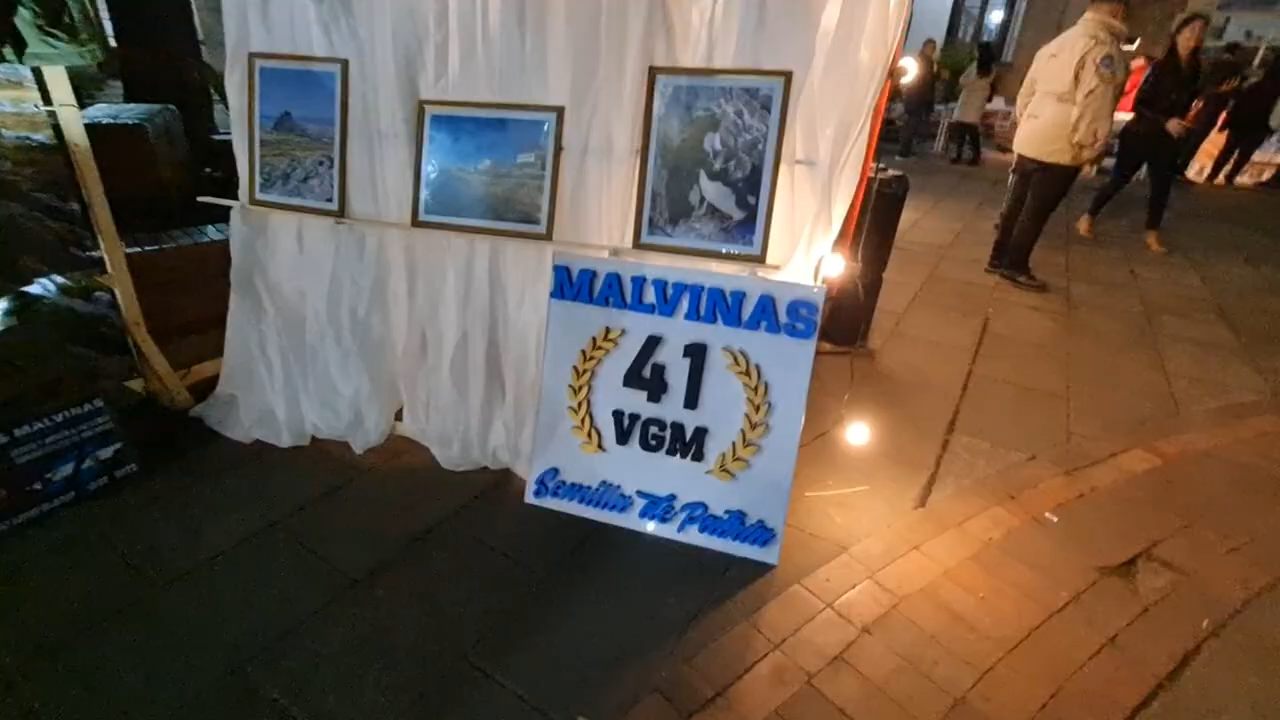 MALVINAS
41
VGM
Semilla De Patria
MALVINAS